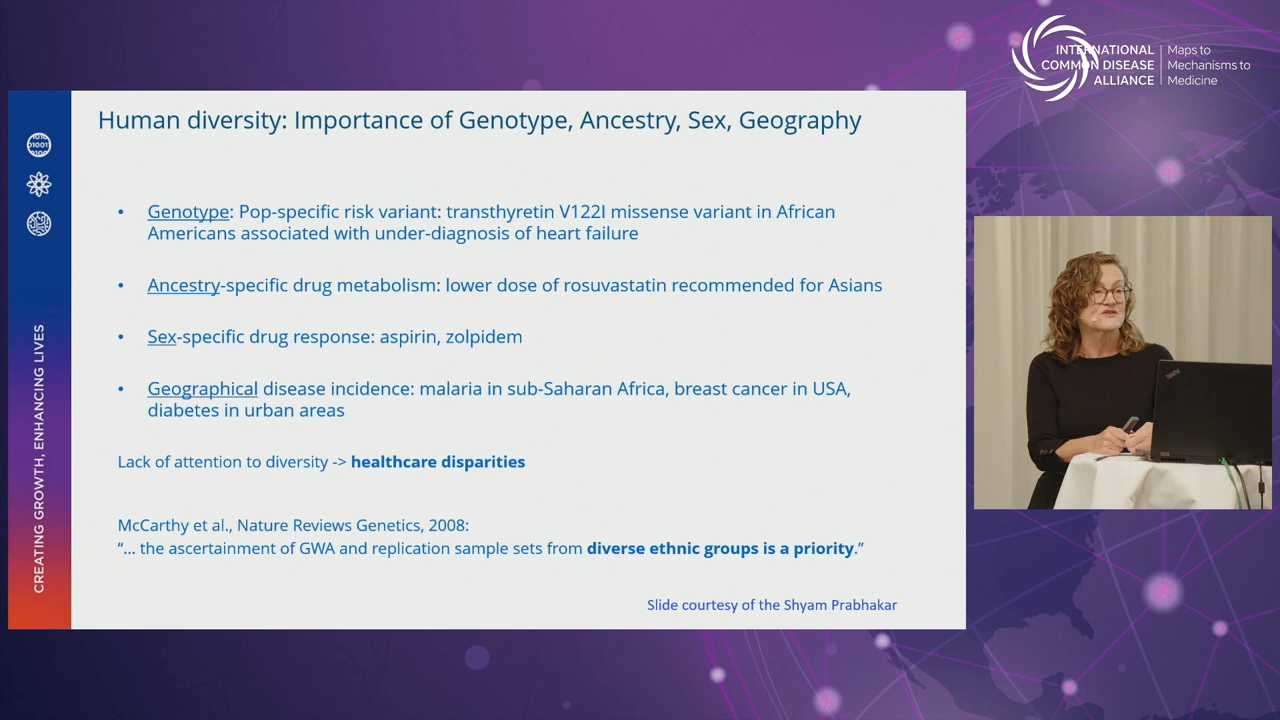 INTERNATIONAL
COMMON DISEASE
ALLIANCE
Maps to
Mechanisms to
Medicine
Human diversity: Importance of Genotype, Ancestry, Sex, Geography
• Genotype: Pop-specific risk variant: transthyretin V122I missense variant in African
Americans associated with under-diagnosis of heart failure
• Ancestry-specific drug metabolism: lower dose of rosuvastatin recommended for Asians
• Sex-specific drug response: aspirin, zolpidem
• Geographical disease incidence: malaria in sub-Saharan Africa, breast cancer in USA,
diabetes in urban areas
Lack of attention to diversity -> healthcare disparities
McCarthy et al., Nature Reviews Genetics, 2008:
“... the ascertainment of GWA and replication sample sets from diverse ethnic groups is a priority.”
Slide courtesy of the Shyam Prabhakar
CREATING GROWTH, ENHANCING LIVES